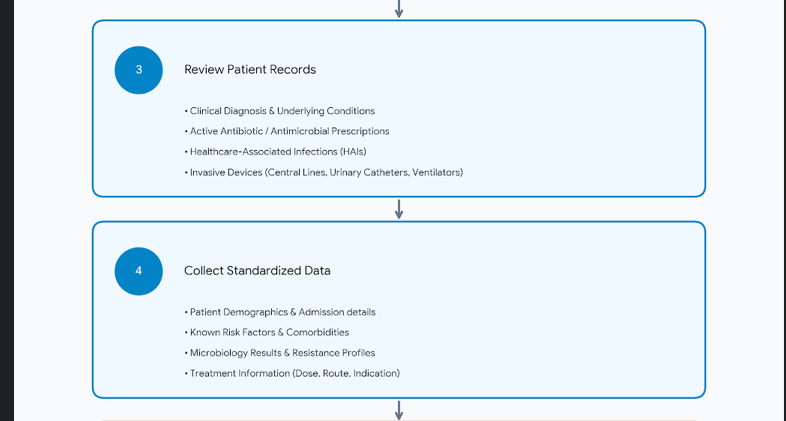 3
Review Patient Records
• Clinical Diagnosis & Underlying Conditions
• Active Antibiotic / Antimicrobial Prescriptions
• Healthcare-Associated Infections (HAIs)
• Invasive Devices (Central Lines, Urinary Catheters, Ventilators)
4
Collect Standardized Data
• Patient Demographics & Admission details
• Known Risk Factors & Comorbidities
• Microbiology Results & Resistance Profiles
• Treatment Information (Dose, Route, Indication)